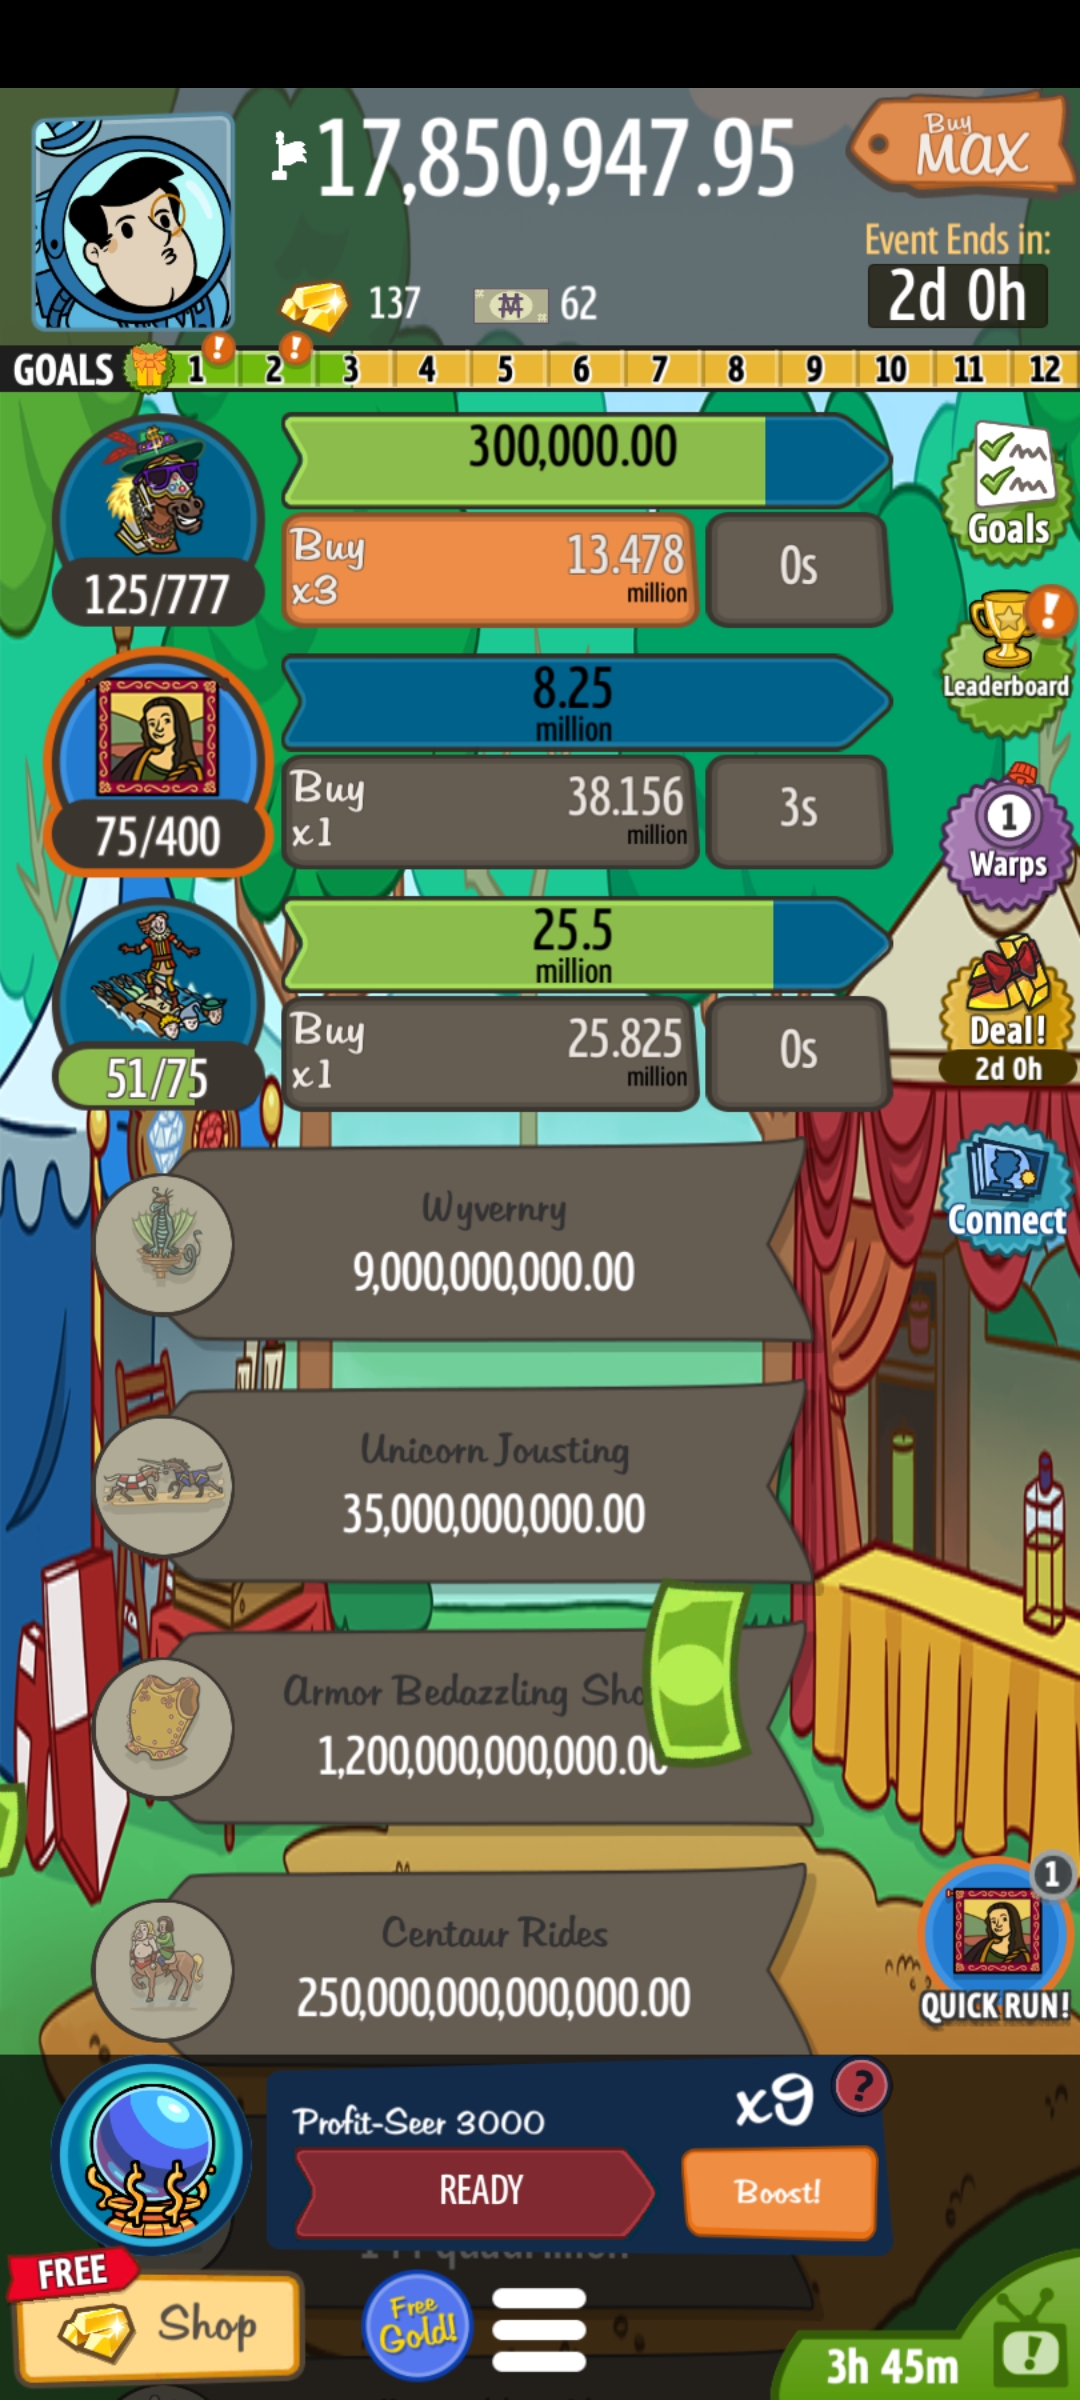 17,850,947.95
Buy
MAX
Event Ends in:
2d 0h
137
62
GOALS 1 ! 2 ! 3 4 5 6 7 8 9 10 11 12
300,000.00
125/777
Buy
x3
13.478
million
0s
Goals
8.25
million
!
Leaderboard
75/400
Buy
x1
38.156
million
3s
1
Warps
25.5
million
51/75
Buy
x1
25.825
million
0s
Deal!
2d 0h
Wyvernry
9,000,000,000.00
Connect
Unicorn Jousting
35,000,000,000.00
Armor Bedazzling
1,200,000,000,000.00
Centaur Rides
250,000,000,000,000.00
1
QUICK RUN!
Profit-Seer 3000
x9
?
READY
Boost!
FREE
Shop
Free
Gold!
3h 45m
!